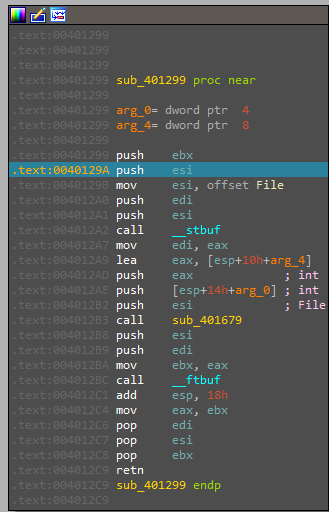 .text:00401299
.text:00401299
.text:00401299
.text:00401299 sub_401299 proc near
.text:00401299
.text:00401299 arg_0= dword ptr  4
.text:00401299 arg_4= dword ptr  8
.text:00401299
.text:00401299 push    ebx
.text:0040129A push    esi
.text:0040129B mov     esi, offset File
.text:004012A0 push    edi
.text:004012A1 push    esi
.text:004012A2 call    __stbuf
.text:004012A7 mov     edi, eax
.text:004012A9 lea     eax, [esp+10h+arg_4]
.text:004012AD push    eax             ; int
.text:004012AE push    [esp+14h+arg_0] ; int
.text:004012B2 push    esi             ; File
.text:004012B3 call    sub_401679
.text:004012B8 push    esi
.text:004012B9 push    edi
.text:004012BA mov     ebx, eax
.text:004012BC call    __ftbuf
.text:004012C1 add     esp, 18h
.text:004012C4 mov     eax, ebx
.text:004012C6 pop     edi
.text:004012C7 pop     esi
.text:004012C8 pop     ebx
.text:004012C9 retn
.text:004012C9 sub_401299 endp
.text:004012C9